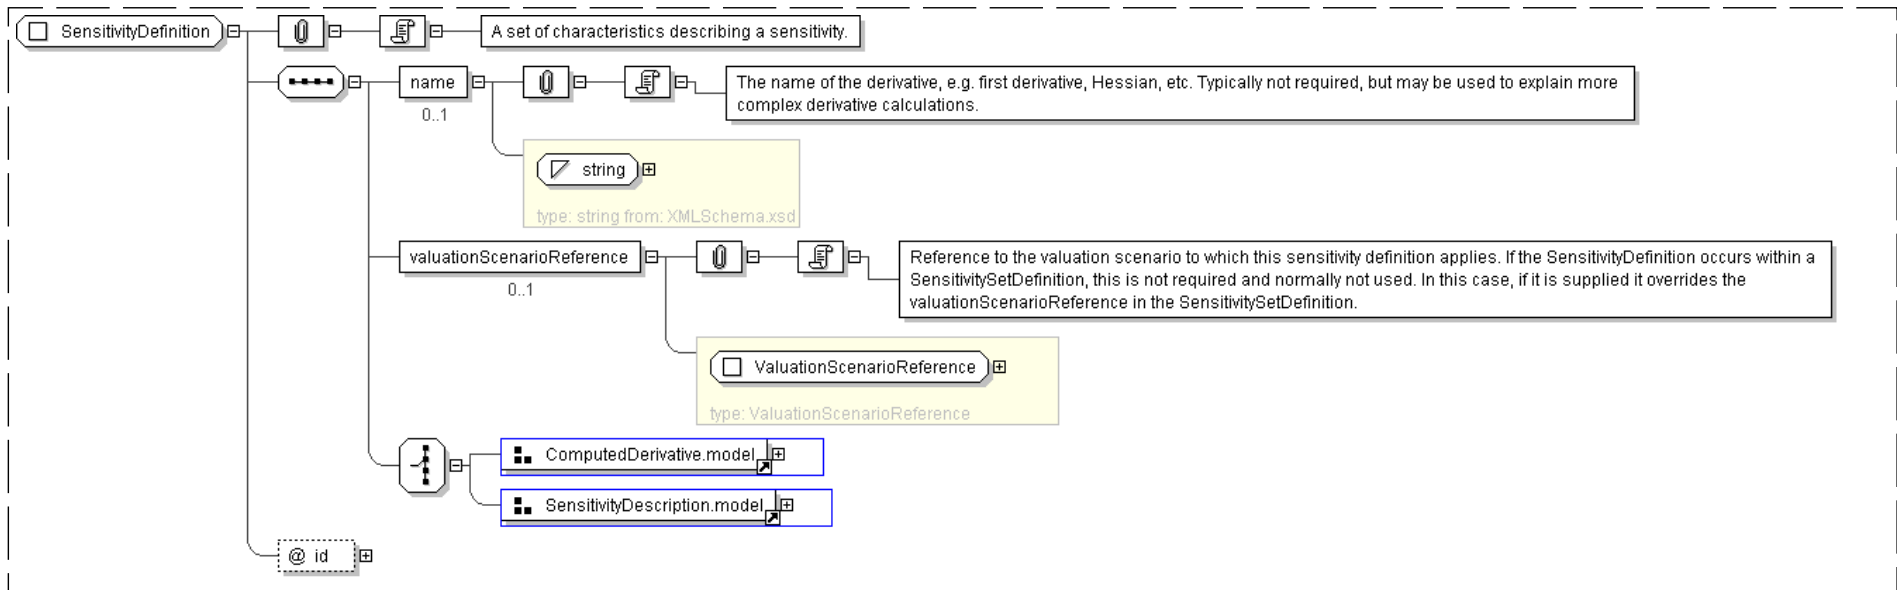 SensitivityDefinition
A set of characteristics describing a sensitivity.
name
The name of the derivative, e.g. first derivative, Hessian, etc. Typically not required, but may be used to explain more
complex derivative calculations.
0..1
string
type: string from: XMLSchema.xsd
valuationScenarioReference
Reference to the valuation scenario to which this sensitivity definition applies. If the SensitivityDefinition occurs within a
SensitivitySetDefinition, this is not required and normally not used. In this case, if it is supplied it overrides the
valuationScenarioReference in the SensitivitySetDefinition.
0..1
ValuationScenarioReference
type: ValuationScenarioReference
ComputedDerivative.model
SensitivityDescription.model
@ id